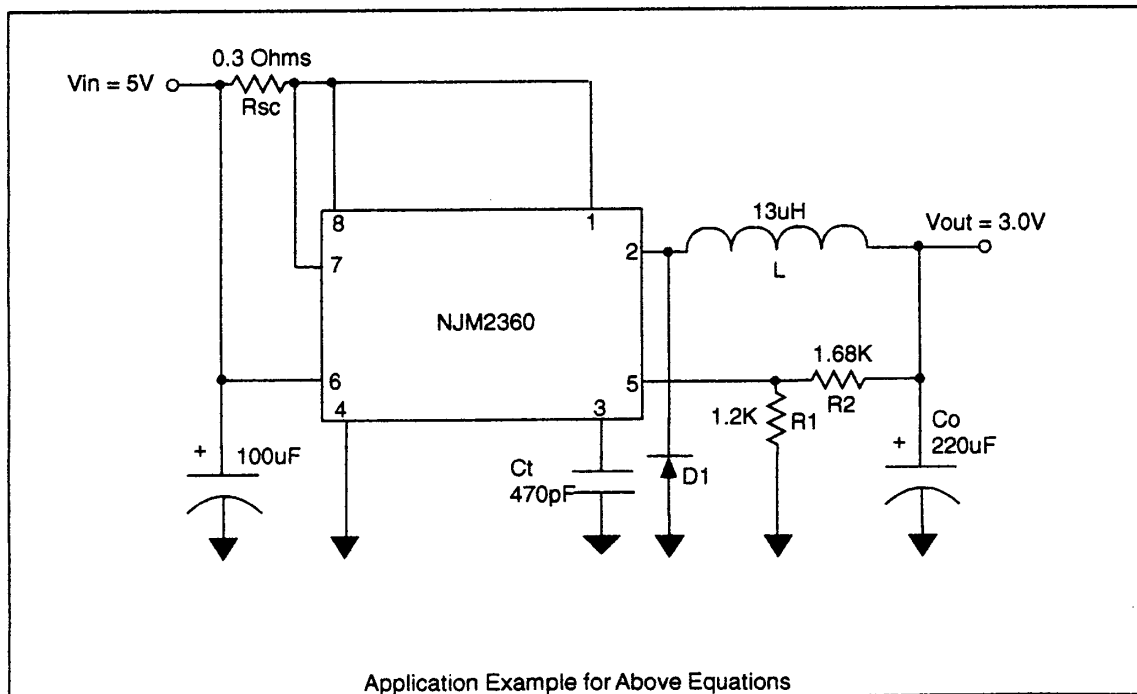 0.3 Ohms
Vin = 5V
Rsc
8
1
7
13uH
Vout = 3.0V
2
L
NJM2360
1.68K
6
5
R2
4
3
1.2K
R1
Co
+
220uF
+
100uF
Ct
470pF
D1
Application Example for Above Equations